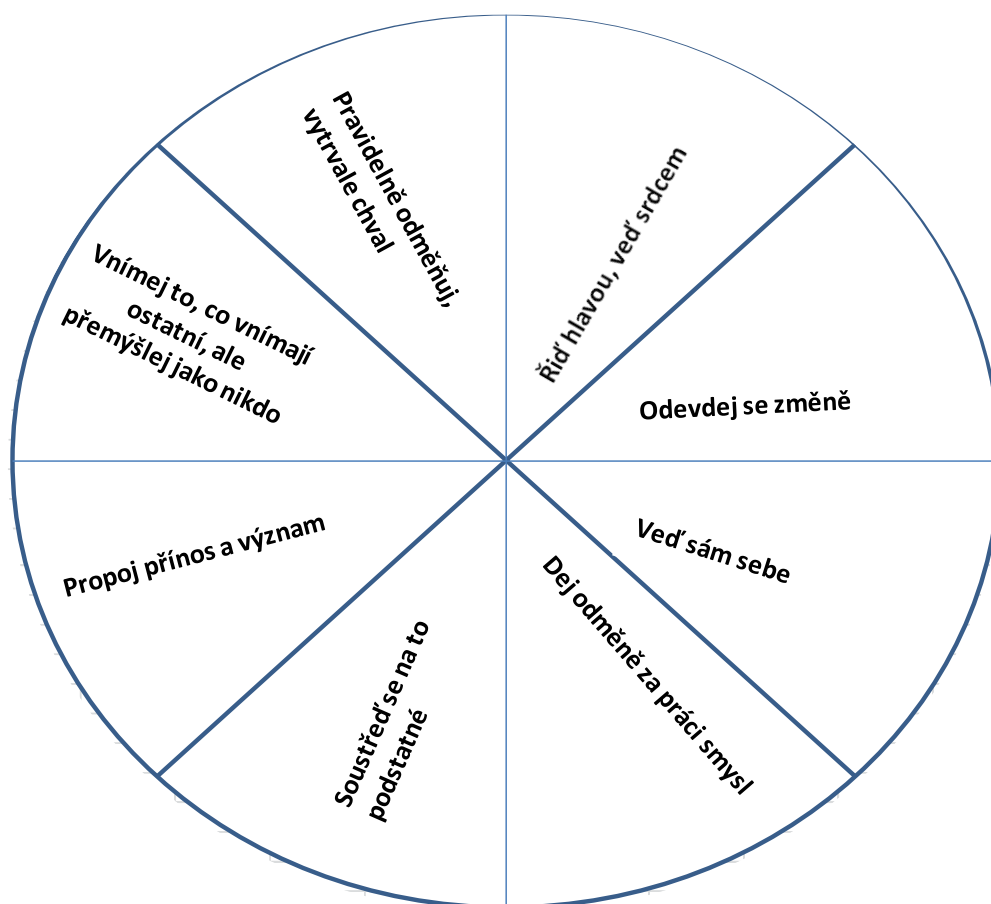 Pravidelně odměňuj,
vytrvale chval
Řiď hlavou, veď srdcem
Vnímej to, co vnímají
ostatní, ale
přemýšlej jako nikdo
Odevdej se změně
Propoj přínos a význam
Veď sám sebe
Soustřeď se na to
podstatné
Dej odměně za práci smysl